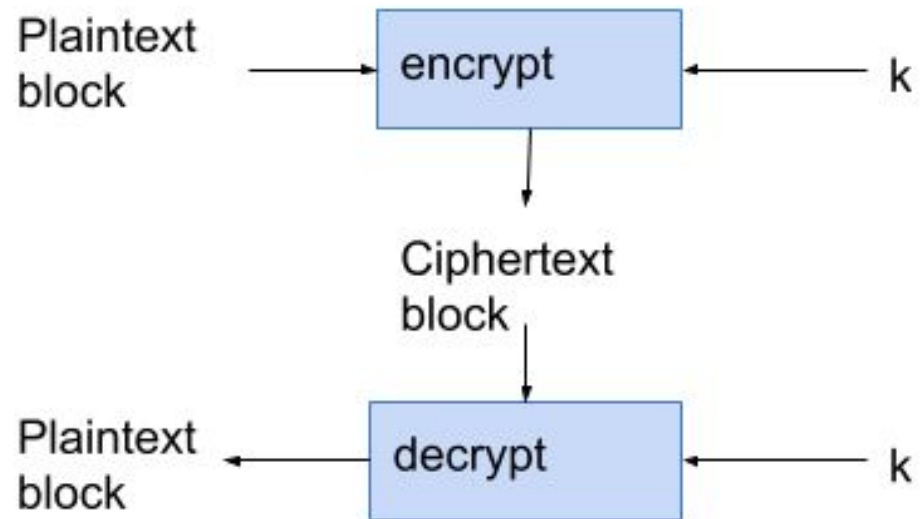 Plaintext
block
encrypt
k
Ciphertext
block
Plaintext
block
decrypt
k